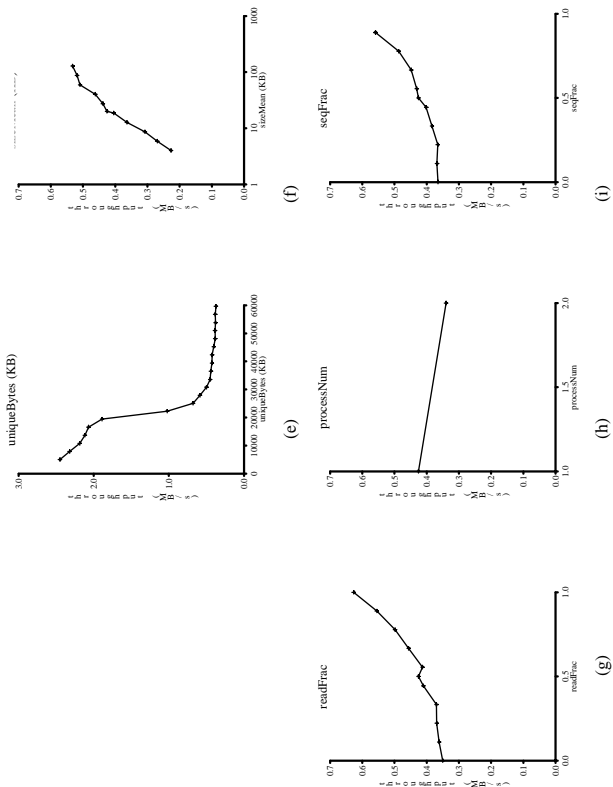 uniqueBytes (KB)
3.0
2.0
1.0
0.0
throughput (MB/s)
0
10000
20000
30000
40000
50000
60000
uniqueBytes (KB)
(e)
0.7
0.6
0.5
0.4
0.3
0.2
0.1
0.0
throughput (MB/s)
1
10
100
1000
sizeMean (KB)
(f)
readFrac
0.7
0.6
0.5
0.4
0.3
0.2
0.1
0.0
throughput (MB/s)
0.0
0.5
1.0
readFrac
(g)
processNum
0.7
0.6
0.5
0.4
0.3
0.2
0.1
0.0
throughput (MB/s)
1.0
1.5
2.0
processNum
(h)
seqFrac
0.7
0.6
0.5
0.4
0.3
0.2
0.1
0.0
throughput (MB/s)
0.0
0.5
1.0
seqFrac
(i)